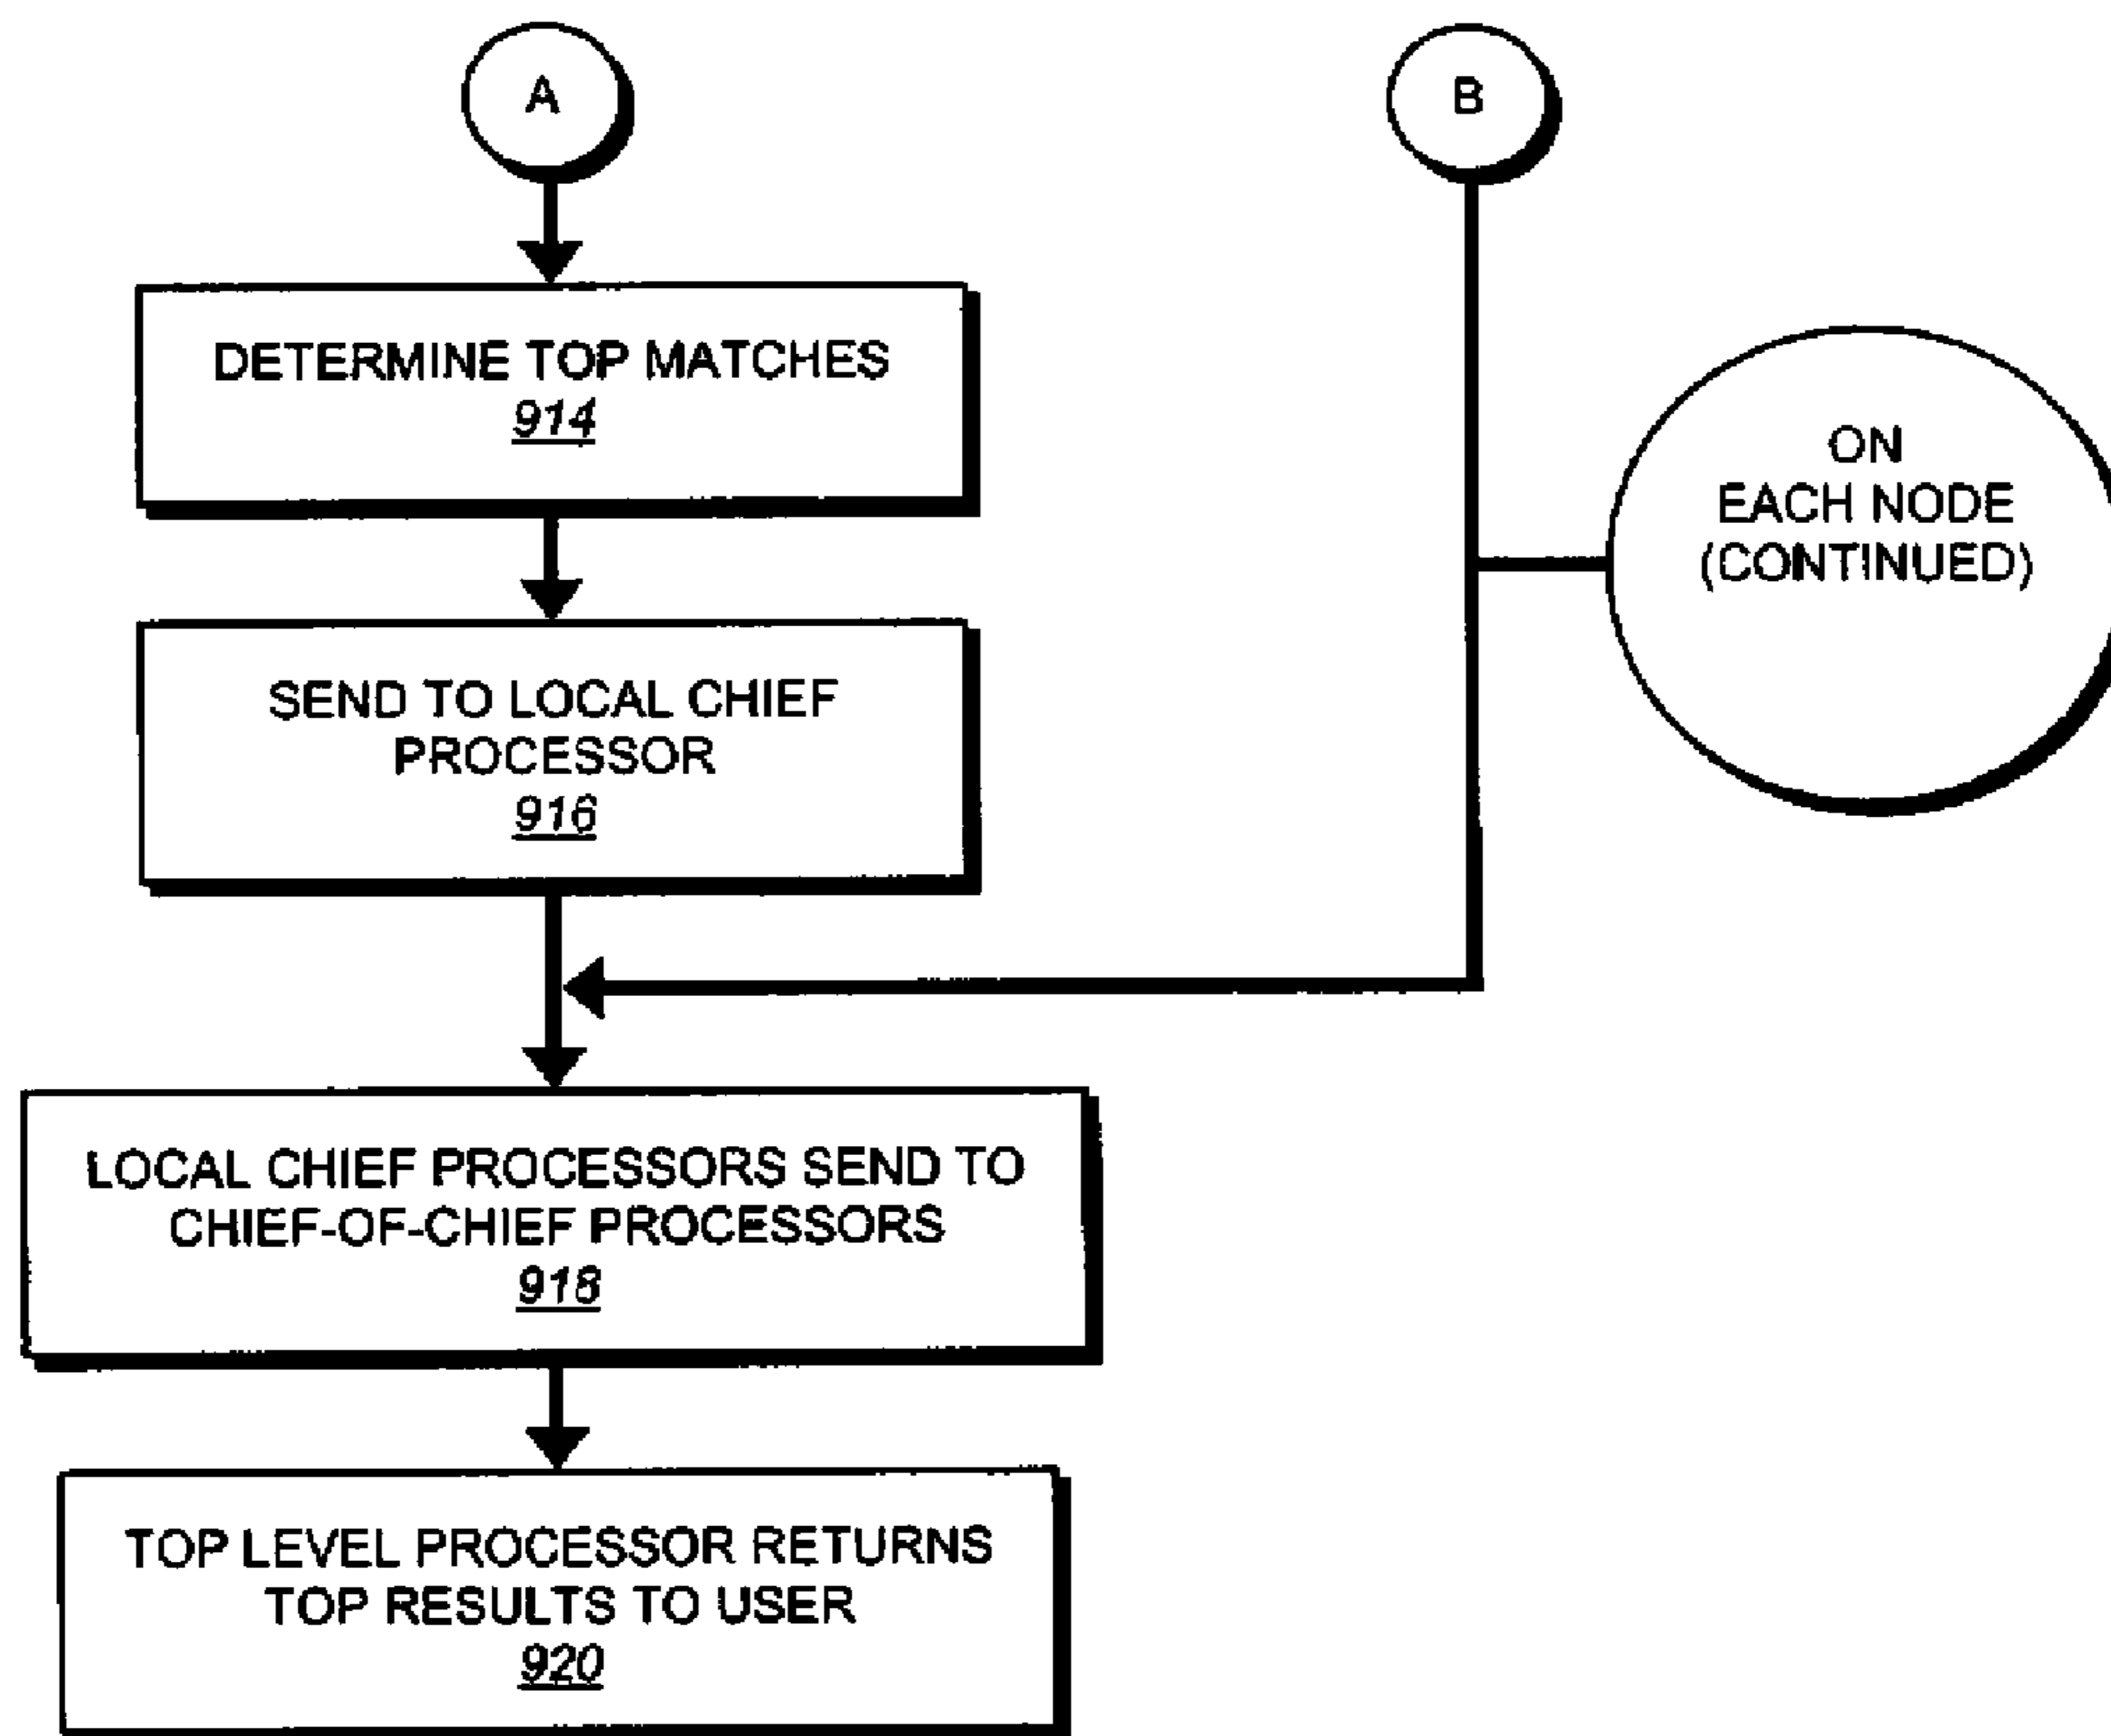 A
B
DETERMINE TOP MATCHES
914
ON
EACH NODE
(CONTINUED)
SEND TO LOCAL CHIEF
PROCESSOR
916
LOCAL CHIEF PROCESSORS SEND TO
CHIEF-OF-CHIEF PROCESSORS
918
TOP LEVEL PROCESSOR RETURNS
TOP RESULTS TO USER
920